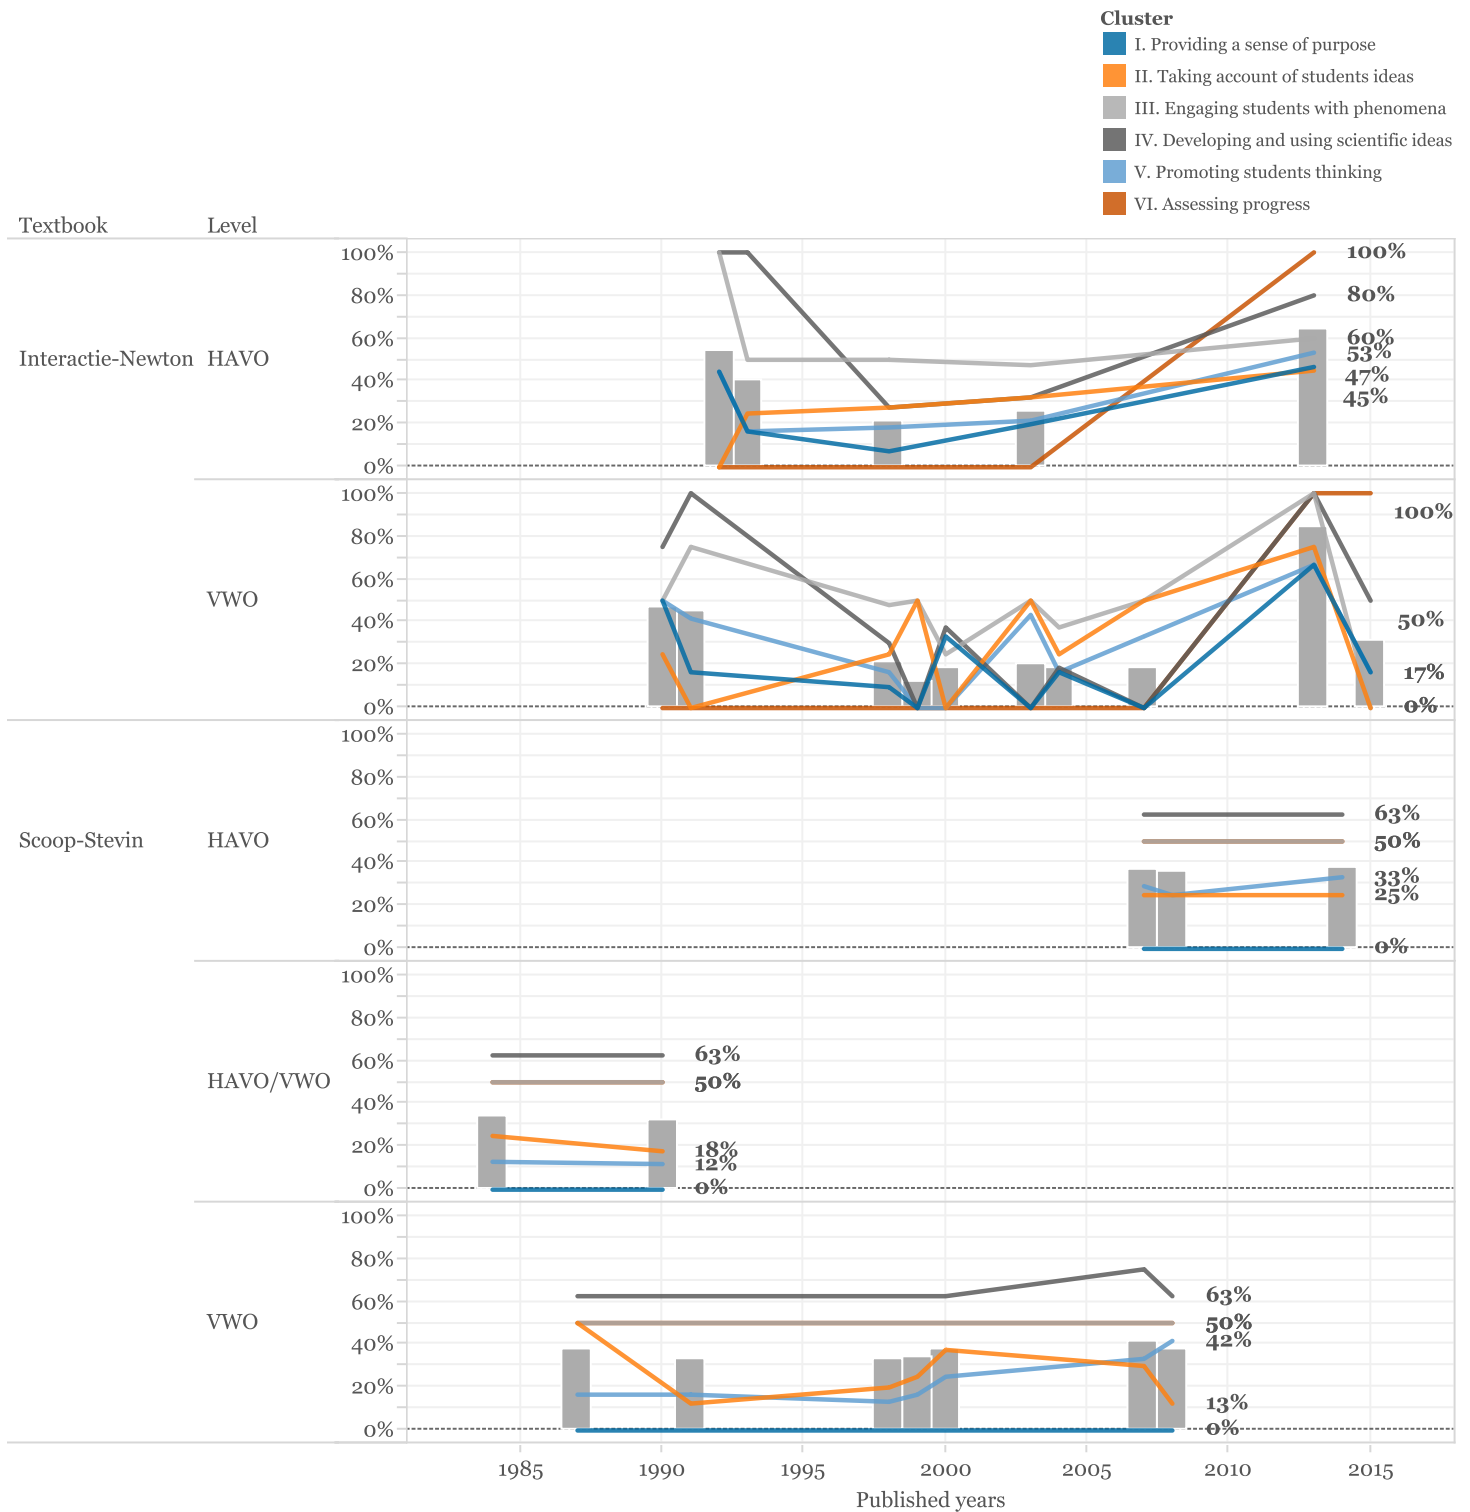 Cluster
I. Providing a sense of purpose
II. Taking account of students ideas
III. Engaging students with phenomena
IV. Developing and using scientific ideas
V. Promoting students thinking
VI. Assessing progress
Textbook Level
100% 100%
80% 80%
60% 60%
53%
Interactie-Newton HAVO
40% 47%
45%
20%
0%
100% 100%
80%
60%
VWO
40% 50%
20% 17%
0% 0%
100%
80%
60% 63%
Scoop-Stevin HAVO 50%
40% 33%
20% 25%
0% 0%
100%
80%
60% 63%
HAVO/VWO 50%
40%
20% 18%
12%
0% 0%
100%
80%
60% 63%
VWO 50%
40% 42%
20% 13%
0% 0%
1985 1990 1995 2000 2005 2010 2015
Published years